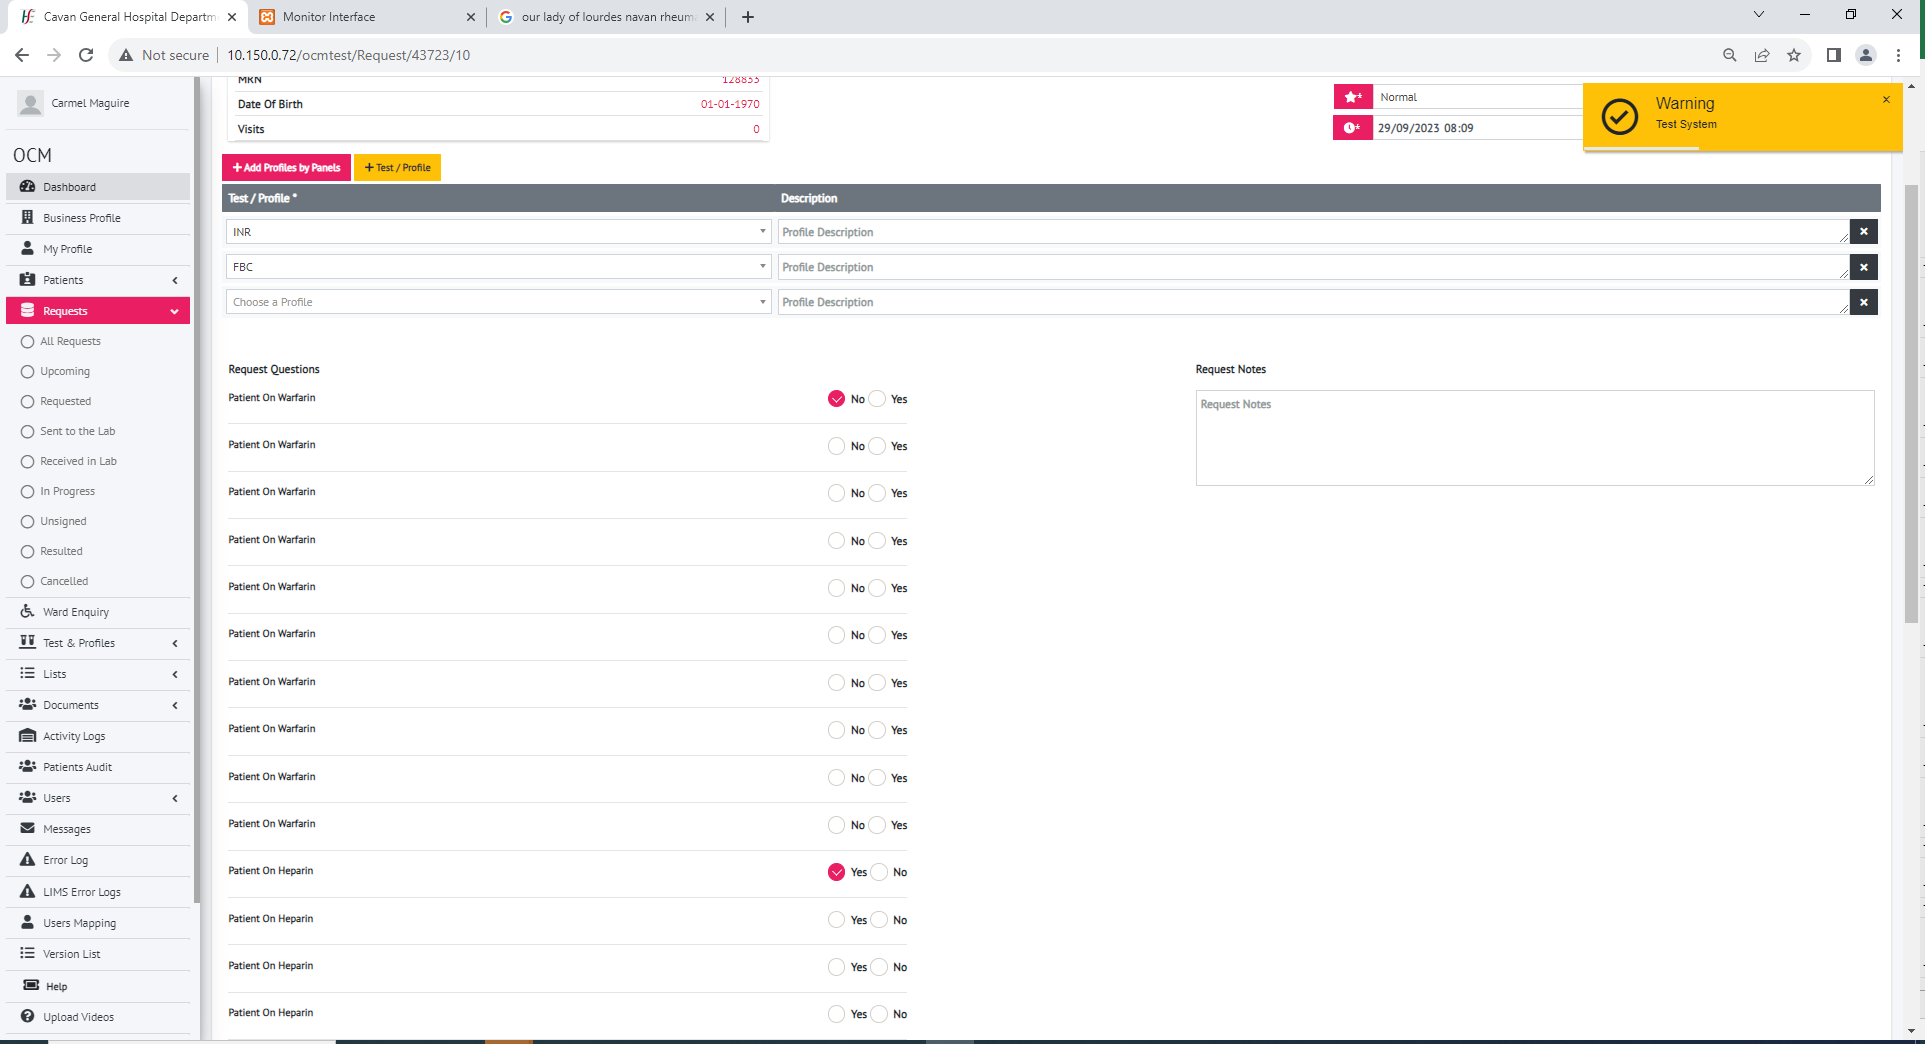 Cavan General Hospital Departm
Monitor Interface
our lady of lourdes navan rheuma
Not secure
10.150.0.72/ocmtest/Request/43723/10
Carmel Maguire
OCM
Dashboard
Business Profile
My Profile
Patients
Requests
All Requests
Upcoming
Requested
Sent to the Lab
Received in Lab
In Progress
Unsigned
Resulted
Cancelled
Ward Enquiry
Test & Profiles
Lists
Documents
Activity Logs
Patients Audit
Users
Messages
Error Log
LIMS Error Logs
Users Mapping
Version List
Help
Upload Videos
MRN 128833
Date Of Birth 01-01-1970
Visits 0
Normal
29/09/2023 08:09
Warning
Test System
+ Add Profiles by Panels
+ Test / Profile
Test / Profile * Description
INR Profile Description
FBC Profile Description
Choose a Profile Profile Description
Request Questions
Patient On Warfarin No Yes
Patient On Warfarin No Yes
Patient On Warfarin No Yes
Patient On Warfarin No Yes
Patient On Warfarin No Yes
Patient On Warfarin No Yes
Patient On Warfarin No Yes
Patient On Warfarin No Yes
Patient On Warfarin No Yes
Patient On Warfarin No Yes
Patient On Heparin Yes No
Patient On Heparin Yes No
Patient On Heparin Yes No
Patient On Heparin Yes No
Request Notes
Request Notes